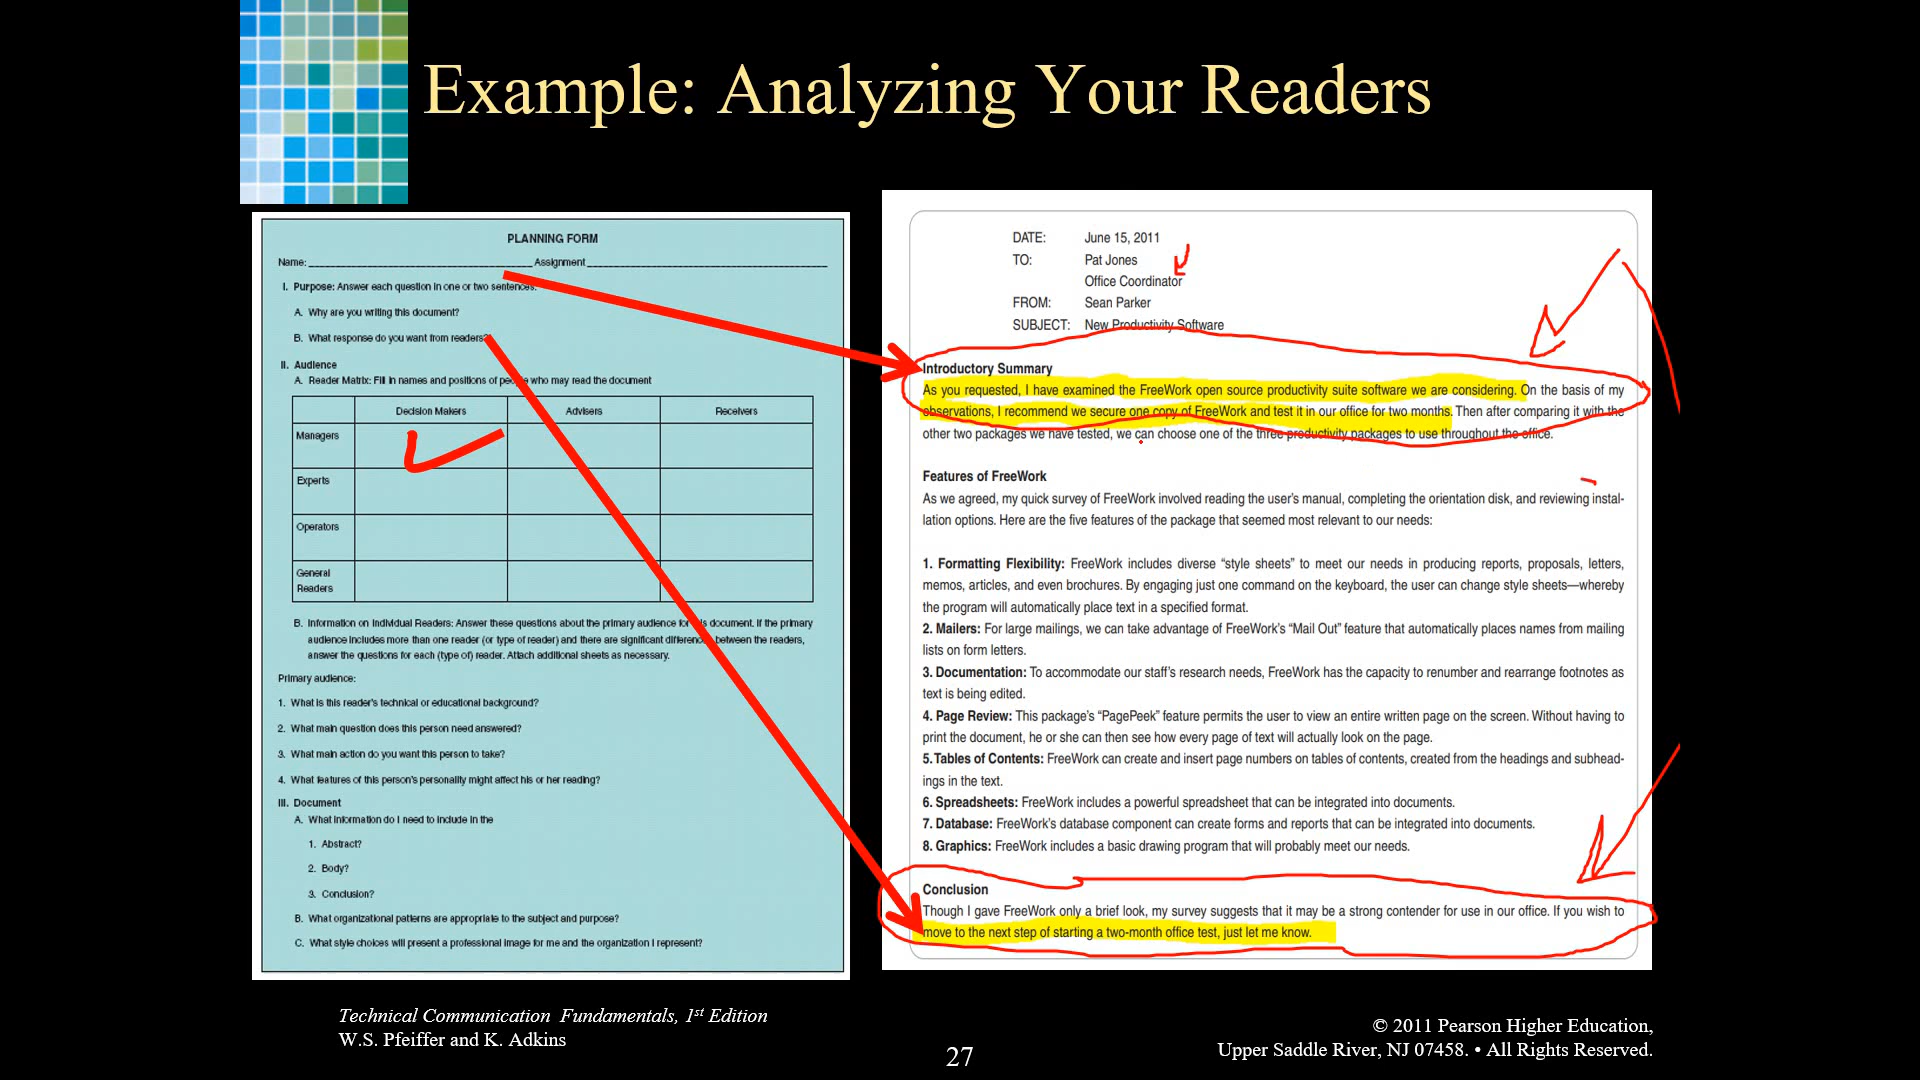 Example: Analyzing Your Readers
PLANNING FORM
Name: Assignment
I. Purpose: Answer each question in one or two sentences.
A. Why are you writing this document?
B. What response do you want from readers?
II. Audience
A. Reader Matrix: Fill in names and positions of people who may read the document
Decision Makers Advisers Receivers
Managers
Experts
Operators
General
Readers
B. Information on Individual Readers: Answer these questions about the primary audience for this document. If the primary
audience includes more than one reader (or type of reader) and there are significant differences between the readers,
answer the questions for each (type of) reader. Attach additional sheets as necessary.
Primary audience:
1. What is this reader's technical or educational background?
2. What main question does this person need answered?
3. What main action do you want this person to take?
4. What features of this person's personality might affect his or her reading?
III. Document
A. What information do I need to include in the
1. Abstract?
2. Body?
3. Conclusion?
B. What organizational patterns are appropriate to the subject and purpose?
C. What style choices will present a professional image for me and the organization I represent?
DATE: June 15, 2011
TO: Pat Jones
Office Coordinator
FROM: Sean Parker
SUBJECT: New Productivity Software
Introductory Summary
As you requested, I have examined the FreeWork open source productivity suite software we are considering. On the basis of my
observations, I recommend we secure one copy of FreeWork and test it in our office for two months. Then after comparing it with the
other two packages we have tested, we can choose one of the three productivity packages to use throughout the office.
Features of FreeWork
As we agreed, my quick survey of FreeWork involved reading the user's manual, completing the orientation disk, and reviewing instal-
lation options. Here are the five features of the package that seemed most relevant to our needs:
1. Formatting Flexibility: FreeWork includes diverse “style sheets” to meet our needs in producing reports, proposals, letters,
memos, articles, and even brochures. By engaging just one command on the keyboard, the user can change style sheets—whereby
the program will automatically place text in a specified format.
2. Mailers: For large mailings, we can take advantage of FreeWork's “Mail Out” feature that automatically places names from mailing
lists on form letters.
3. Documentation: To accommodate our staff's research needs, FreeWork has the capacity to renumber and rearrange footnotes as
text is being edited.
4. Page Review: This package's “PagePeek” feature permits the user to view an entire written page on the screen. Without having to
print the document, he or she can then see how every page of text will actually look on the page.
5. Tables of Contents: FreeWork can create and insert page numbers on tables of contents, created from the headings and subhead-
ings in the text.
6. Spreadsheets: FreeWork includes a powerful spreadsheet that can be integrated into documents.
7. Database: FreeWork's database component can create forms and reports that can be integrated into documents.
8. Graphics: FreeWork includes a basic drawing program that will probably meet our needs.
Conclusion
Though I gave FreeWork only a brief look, my survey suggests that it may be a strong contender for use in our office. If you wish to
move to the next step of starting a two-month office test, just let me know.
Technical Communication Fundamentals, 1st Edition
W.S. Pfeiffer and K. Adkins
27
© 2011 Pearson Higher Education,
Upper Saddle River, NJ 07458. • All Rights Reserved.